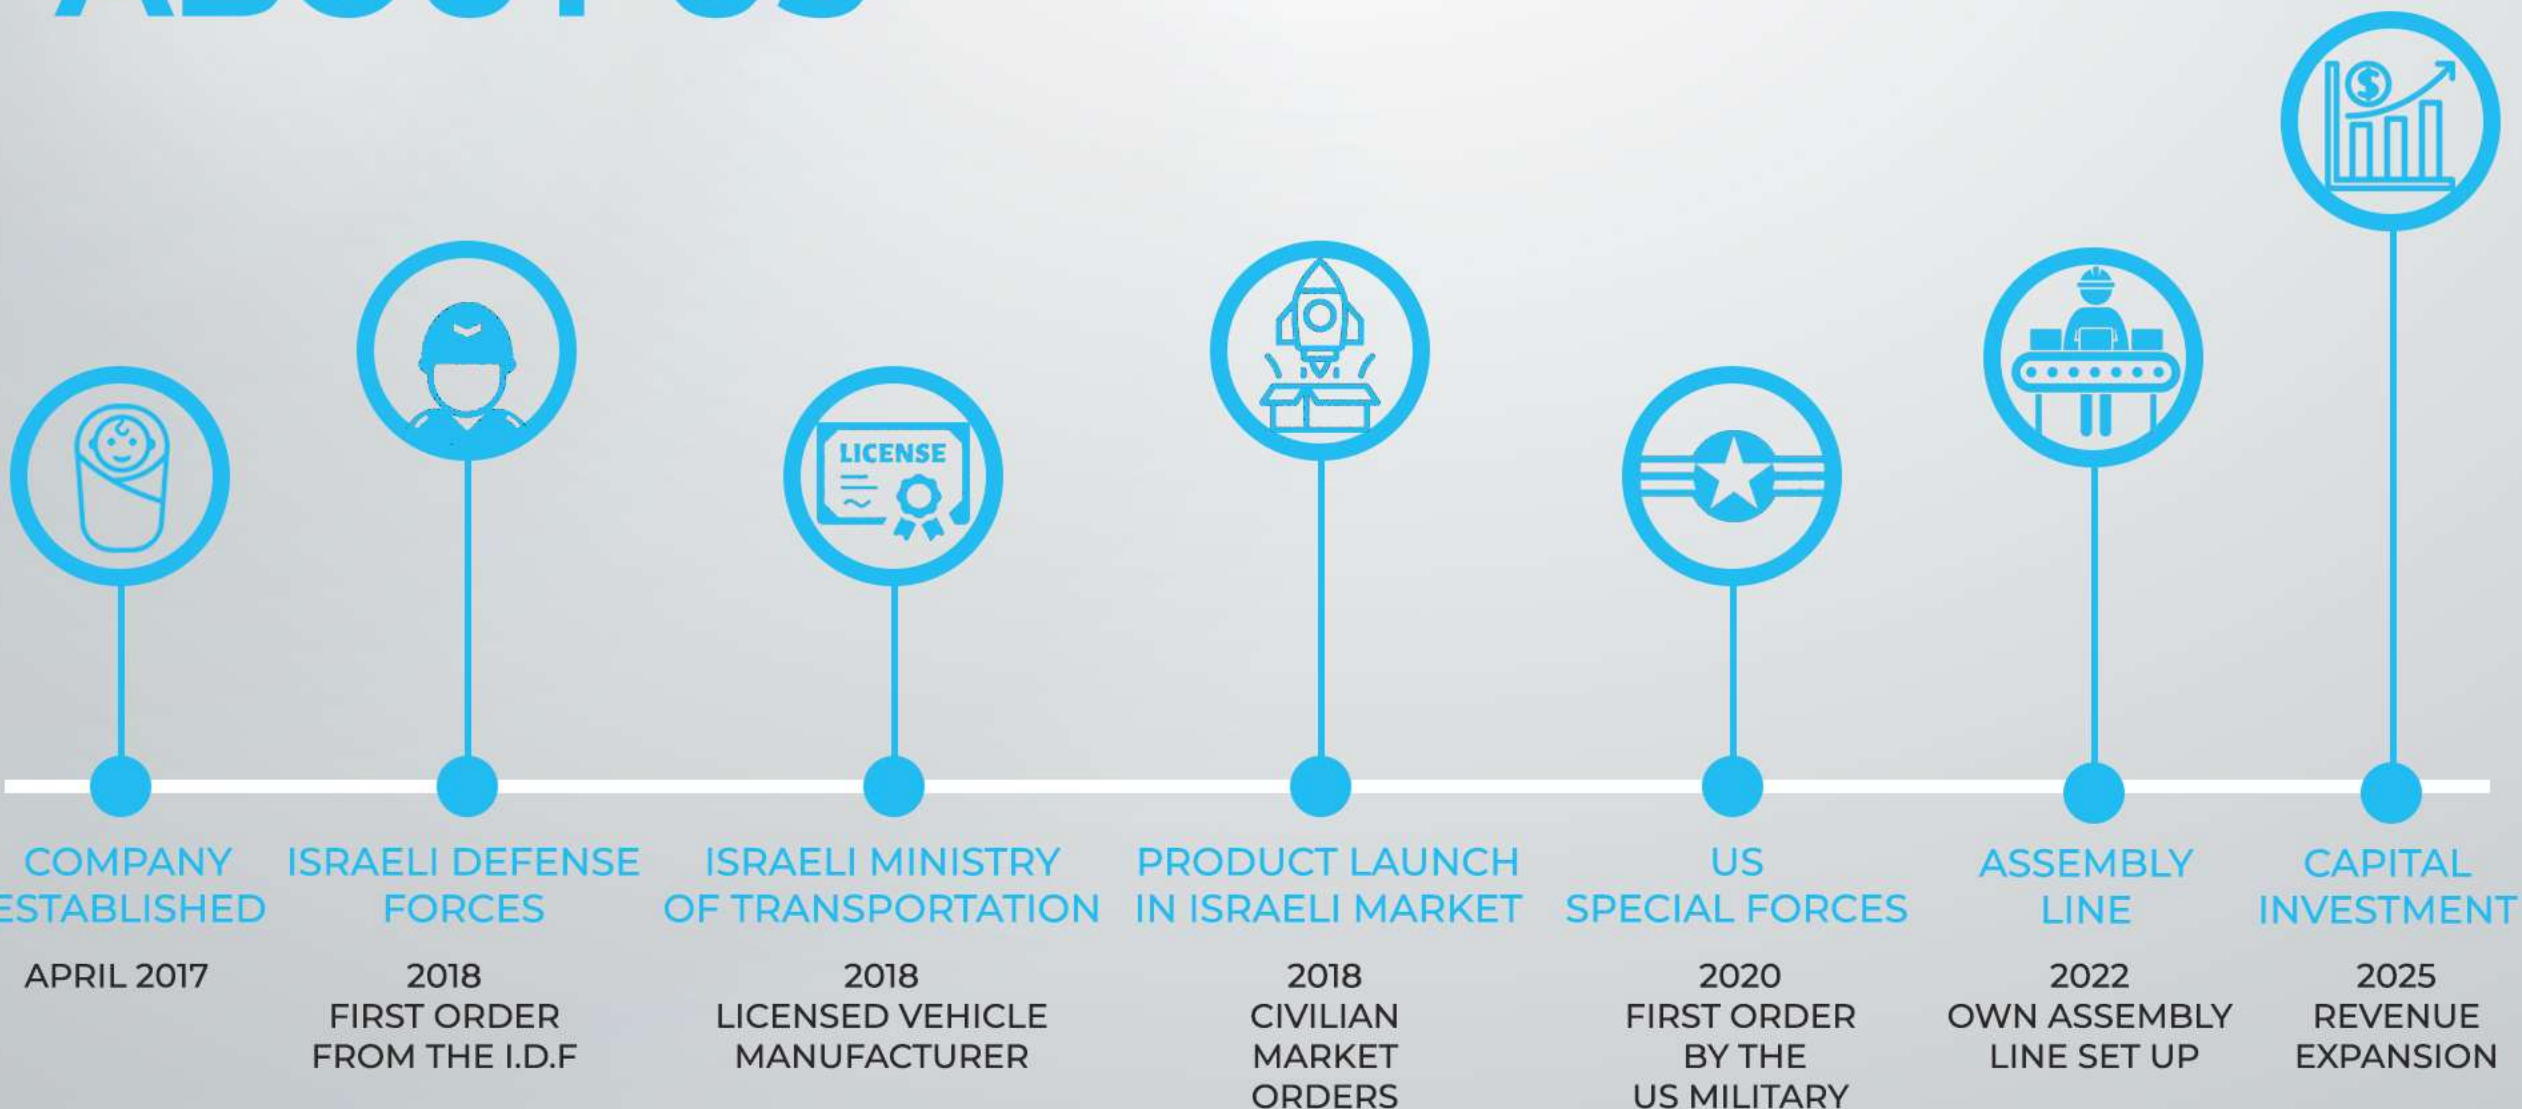 ABOUT US
LICENSE
$
COMPANY
ESTABLISHED
APRIL 2017
ISRAELI DEFENSE
FORCES
2018
FIRST ORDER
FROM THE I.D.F
ISRAELI MINISTRY
OF TRANSPORTATION
2018
LICENSED VEHICLE
MANUFACTURER
PRODUCT LAUNCH
IN ISRAELI MARKET
2018
CIVILIAN
MARKET
ORDERS
US
SPECIAL FORCES
2020
FIRST ORDER
BY THE
US MILITARY
ASSEMBLY
LINE
2022
OWN ASSEMBLY
LINE SET UP
CAPITAL
INVESTMENT
2025
REVENUE
EXPANSION